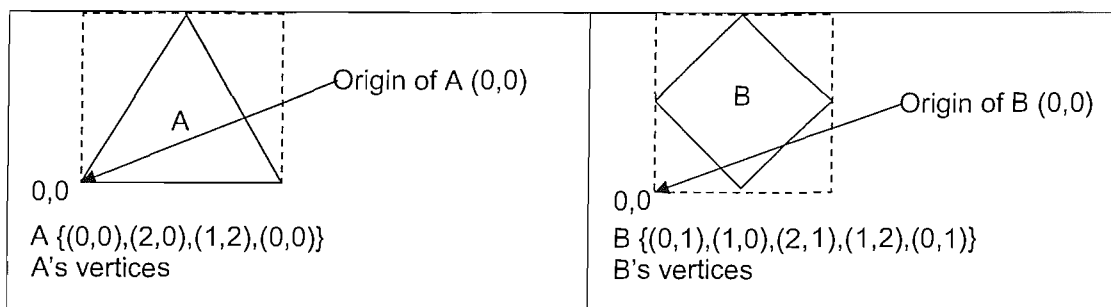 A
Origin of A (0,0)
0,0
A {(0,0),(2,0),(1,2),(0,0)}
A's vertices
B
Origin of B (0,0)
0,0
B {(0,1),(1,0),(2,1),(1,2),(0,1)}
B's vertices